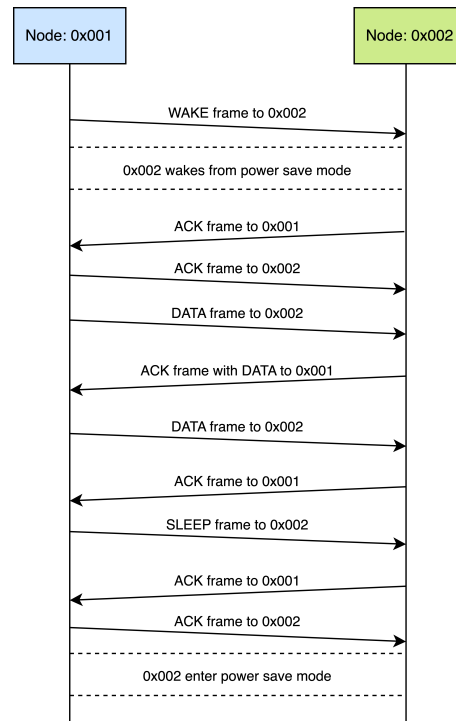 Node: 0x001
Node: 0x002
WAKE frame to 0x002
0x002 wakes from power save mode
ACK frame to 0x001
ACK frame to 0x002
DATA frame to 0x002
ACK frame with DATA to 0x001
DATA frame to 0x002
ACK frame to 0x001
SLEEP frame to 0x002
ACK frame to 0x001
ACK frame to 0x002
0x002 enter power save mode